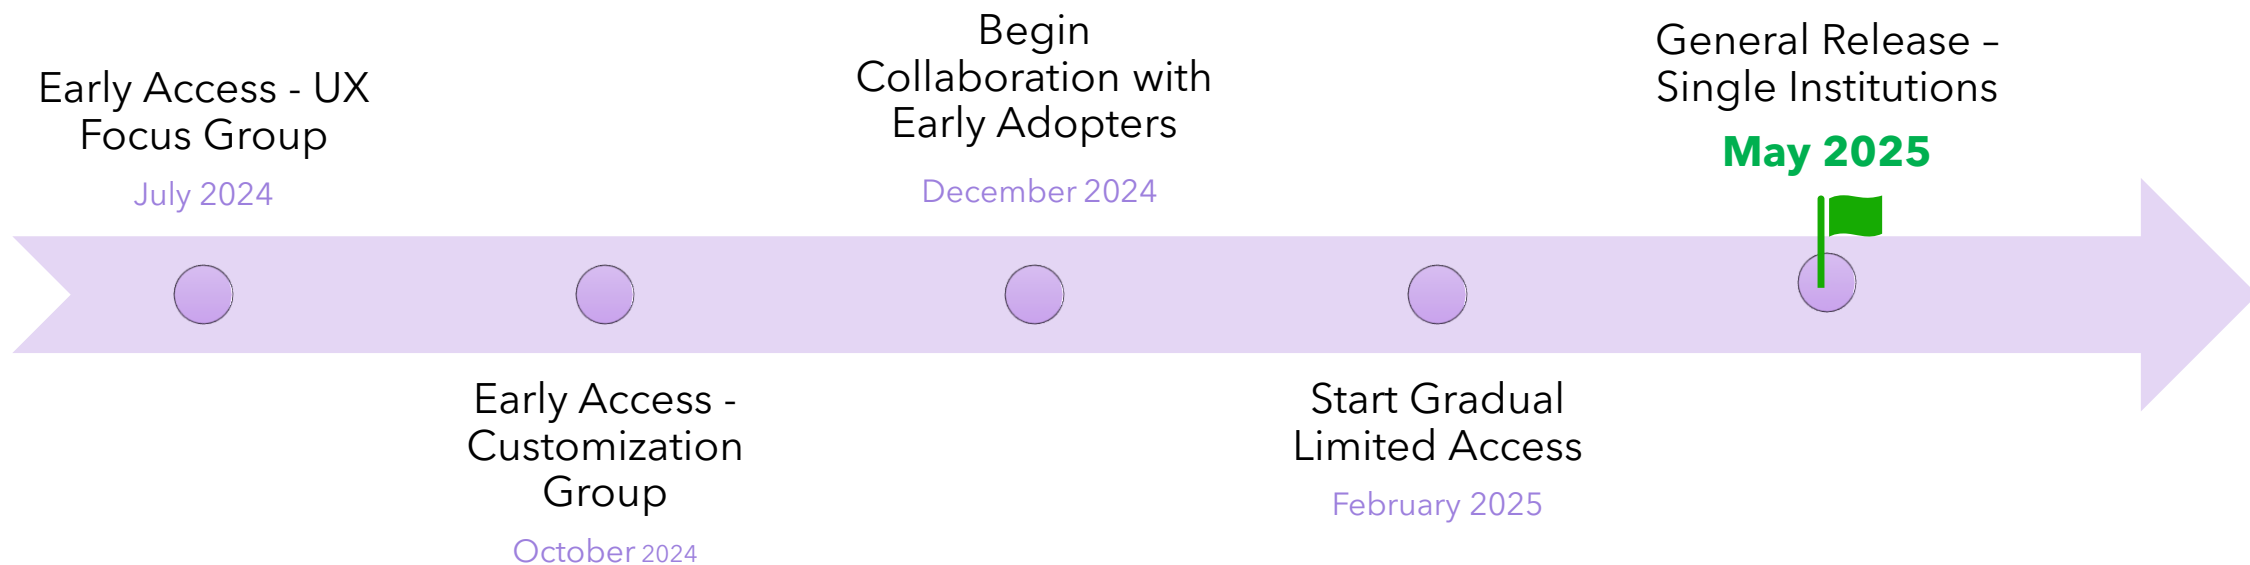 Early Access - UX
Focus Group
July 2024
Early Access -
Customization
Group
October 2024
Begin
Collaboration with
Early Adopters
December 2024
Start Gradual
Limited Access
February 2025
General Release –
Single Institutions
May 2025